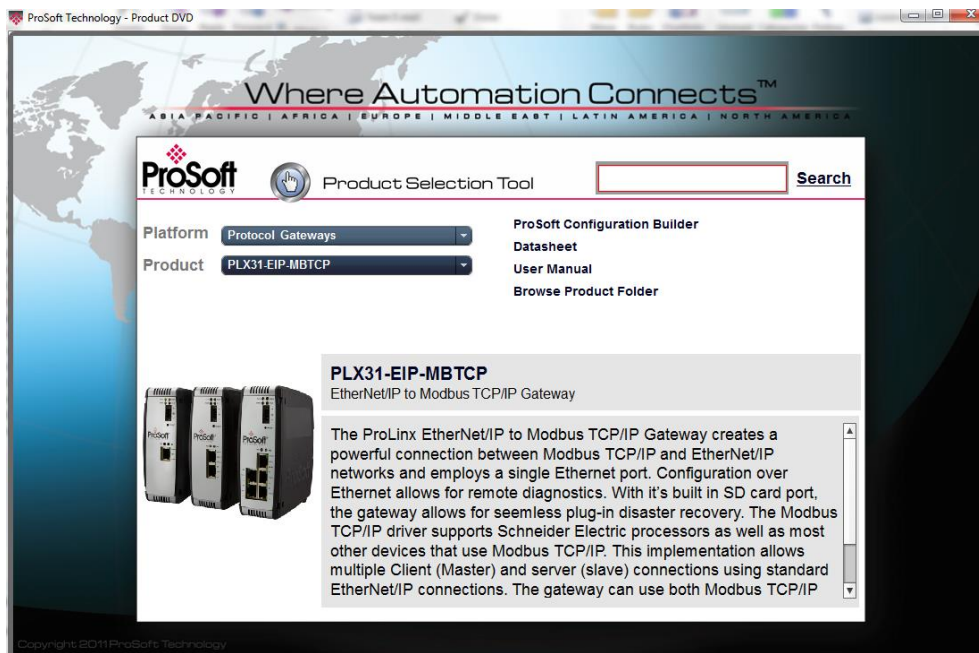 ProSoft Technology - Product DVD
Where Automation Connects™
ASIA PACIFIC | AFRICA | EUROPE | MIDDLE EAST | LATIN AMERICA | NORTH AMERICA
ProSoft
TECHNOLOGY
Product Selection Tool
Search
Platform
Protocol Gateways
Product
PLX31-EIP-MBTCP
ProSoft Configuration Builder
Datasheet
User Manual
Browse Product Folder
PLX31-EIP-MBTCP
EtherNet/IP to Modbus TCP/IP Gateway
ProSoft
ProSoft
ProSoft
The ProLinx EtherNet/IP to Modbus TCP/IP Gateway creates a
powerful connection between Modbus TCP/IP and EtherNet/IP
networks and employs a single Ethernet port. Configuration over
Ethernet allows for remote diagnostics. With it's built in SD card port,
the gateway allows for seemless plug-in disaster recovery. The Modbus
TCP/IP driver supports Schneider Electric processors as well as most
other devices that use Modbus TCP/IP. This implementation allows
multiple Client (Master) and server (slave) connections using standard
EtherNet/IP connections. The gateway can use both Modbus TCP/IP
Copyright 2011 ProSoft Technology